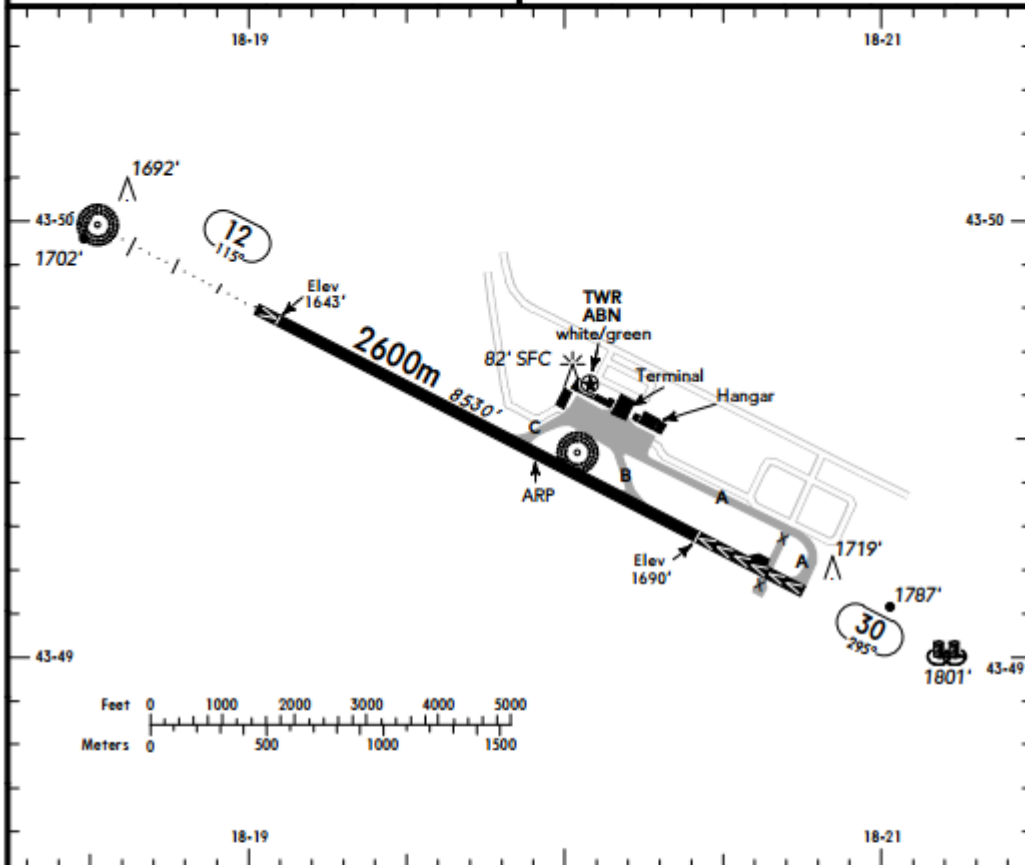 18-19
18-21
1692'
43-50
43-50
12
115°
1702'
Elev
1643'
TWR
ABN
white/green
82' SFC
2600m
8530'
Terminal
Hangar
C
B
A
ARP
X
A
X
1719'
Elev
1690'
1787'
30
295°
43-49
43-49
1801'
Feet 0 1000 2000 3000 4000 5000
Meters 0 500 1000 1500
18-19
18-21